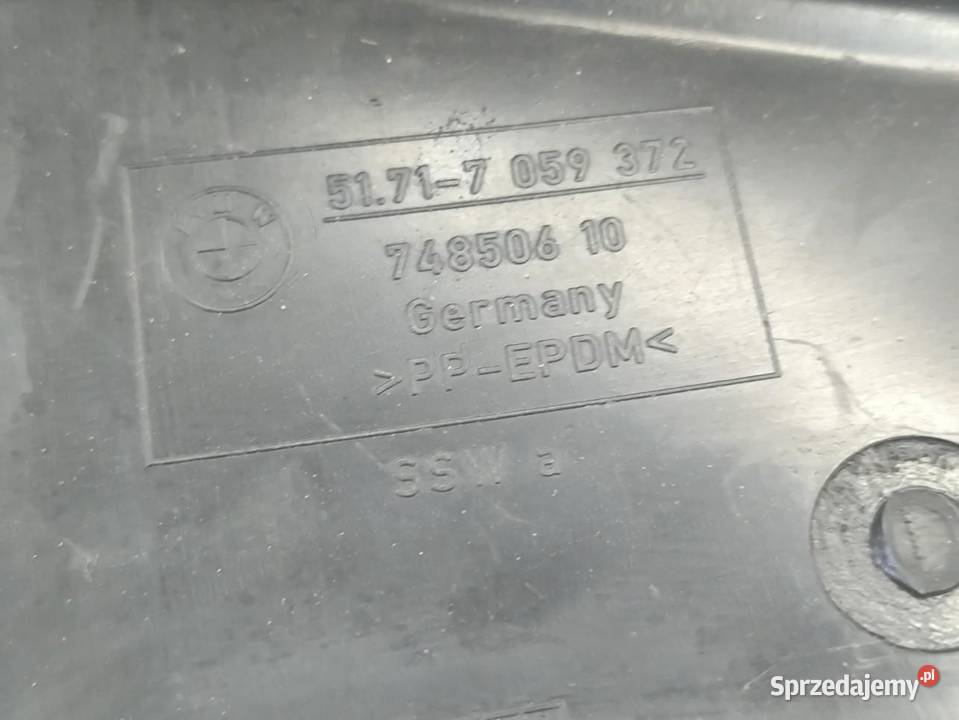 51.71-7 059 372
748506 10
Germany
>PP-EPDM<
SSW a
Sprzedajemy.pl